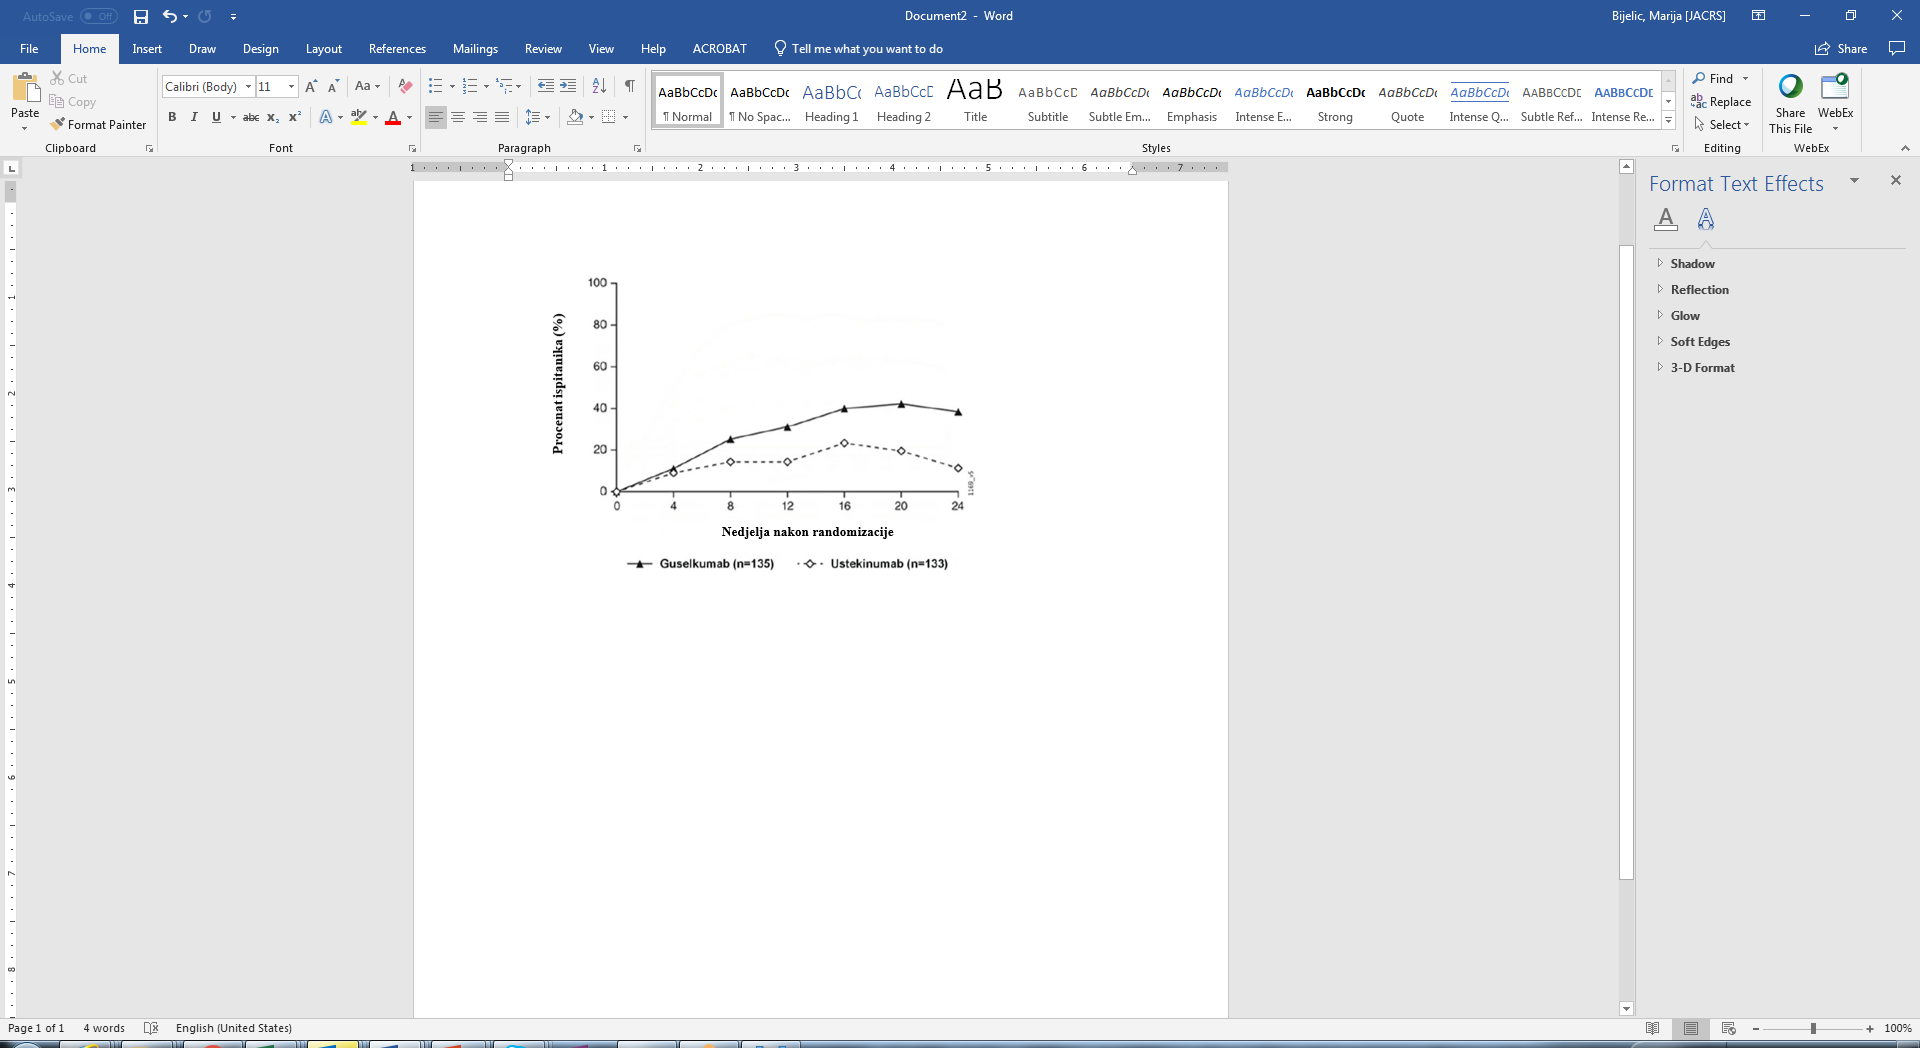 AutoSave Off
Document2 - Word
Bijelic, Marija [JACRS]
File Home Insert Draw Design Layout References Mailings Review View Help ACROBAT Tell me what you want to do Share
Paste
Cut
Copy
Format Painter
Clipboard
Calibri (Body) 11
Font
Paragraph
AaBbCcDc AaBbCcDc AaBbCc AaBbCcD AaB AaBbCcD AaBbCcDc AaBbCcDc AaBbCcDc AaBbCcDc AaBbCcDc AaBbCcDc AABBCCDD AABBCCDE
¶ Normal ¶ No Spac... Heading 1 Heading 2 Title Subtitle Subtle Em... Emphasis Intense E... Strong Quote Intense Q... Subtle Ref... Intense Re...
Styles
Find
Replace
Select
Editing
Share This File
WebEx
WebEx
Format Text Effects
Shadow
Reflection
Glow
Soft Edges
3-D Format
Procenat ispitanika (%)
100
80
60
40
20
0
0 4 8 12 16 20 24
1169_v5
Nedjelja nakon randomizacije
Guselkumab (n=135) Ustekinumab (n=133)
Page 1 of 1 4 words English (United States) 100%